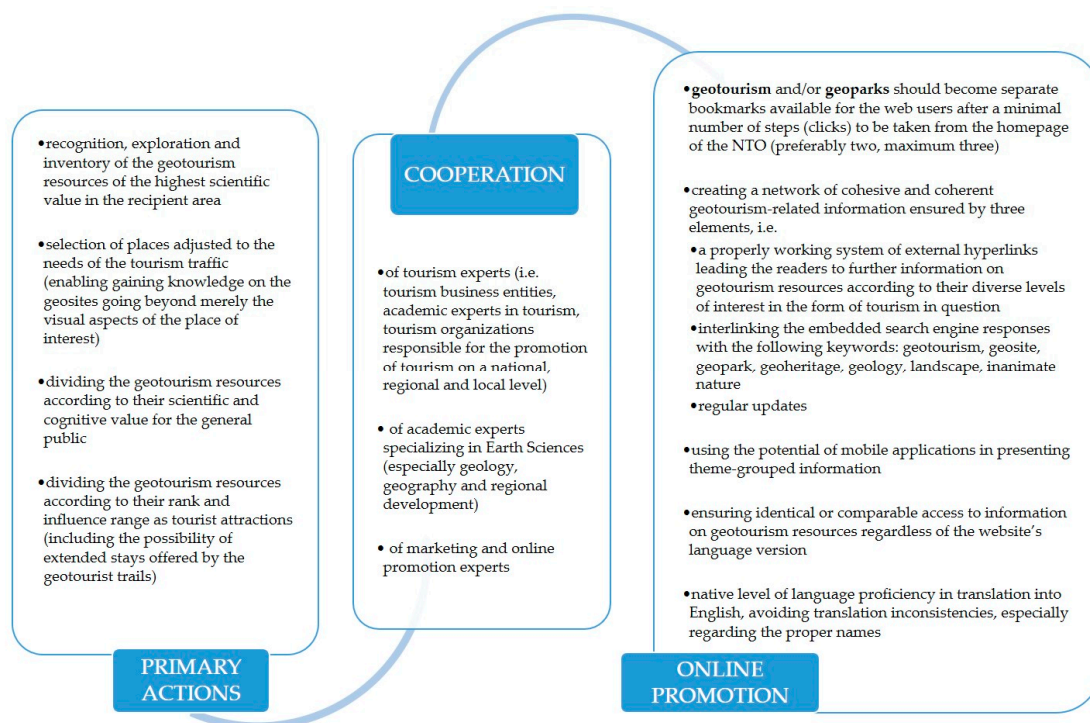 •recognition, exploration and
inventory of the geotourism
resources of the highest scientific
value in the recipient area
•selection of places adjusted to the
needs of the tourism traffic
(enabling gaining knowledge on the
geosites going beyond merely the
visual aspects of the place of
interest)
•dividing the geotourism resources
according to their scientific and
cognitive value for the general
public
•dividing the geotourism resources
according to their rank and
influence range as tourist attractions
(including the possibility of
extended stays offered by the
geotourist trails)
PRIMARY
ACTIONS
COOPERATION
•of tourism experts (i.e.
tourism business entities,
academic experts in tourism,
tourism organizations
responsible for the promotion
of tourism on a national,
regional and local level)
• of academic experts
specializing in Earth Sciences
(especially geology,
geography and regional
development)
• of marketing and online
promotion experts
•geotourism and/or geoparks should become separate
bookmarks available for the web users after a minimal
number of steps (clicks) to be taken from the homepage
of the NTO (preferably two, maximum three)
•creating a network of cohesive and coherent
geotourism-related information ensured by three
elements, i.e.
•a properly working system of external hyperlinks
leading the readers to further information on
geotourism resources according to their diverse levels
of interest in the form of tourism in question
•interlinking the embedded search engine responses
with the following keywords: geotourism, geosite,
geopark, geoheritage, geology, landscape, inanimate
nature
•regular updates
•using the potential of mobile applications in presenting
theme-grouped information
•ensuring identical or comparable access to information
on geotourism resources regardless of the website's
language version
•native level of language proficiency in translation into
English, avoiding translation inconsistencies, especially
regarding the proper names
ONLINE
PROMOTION